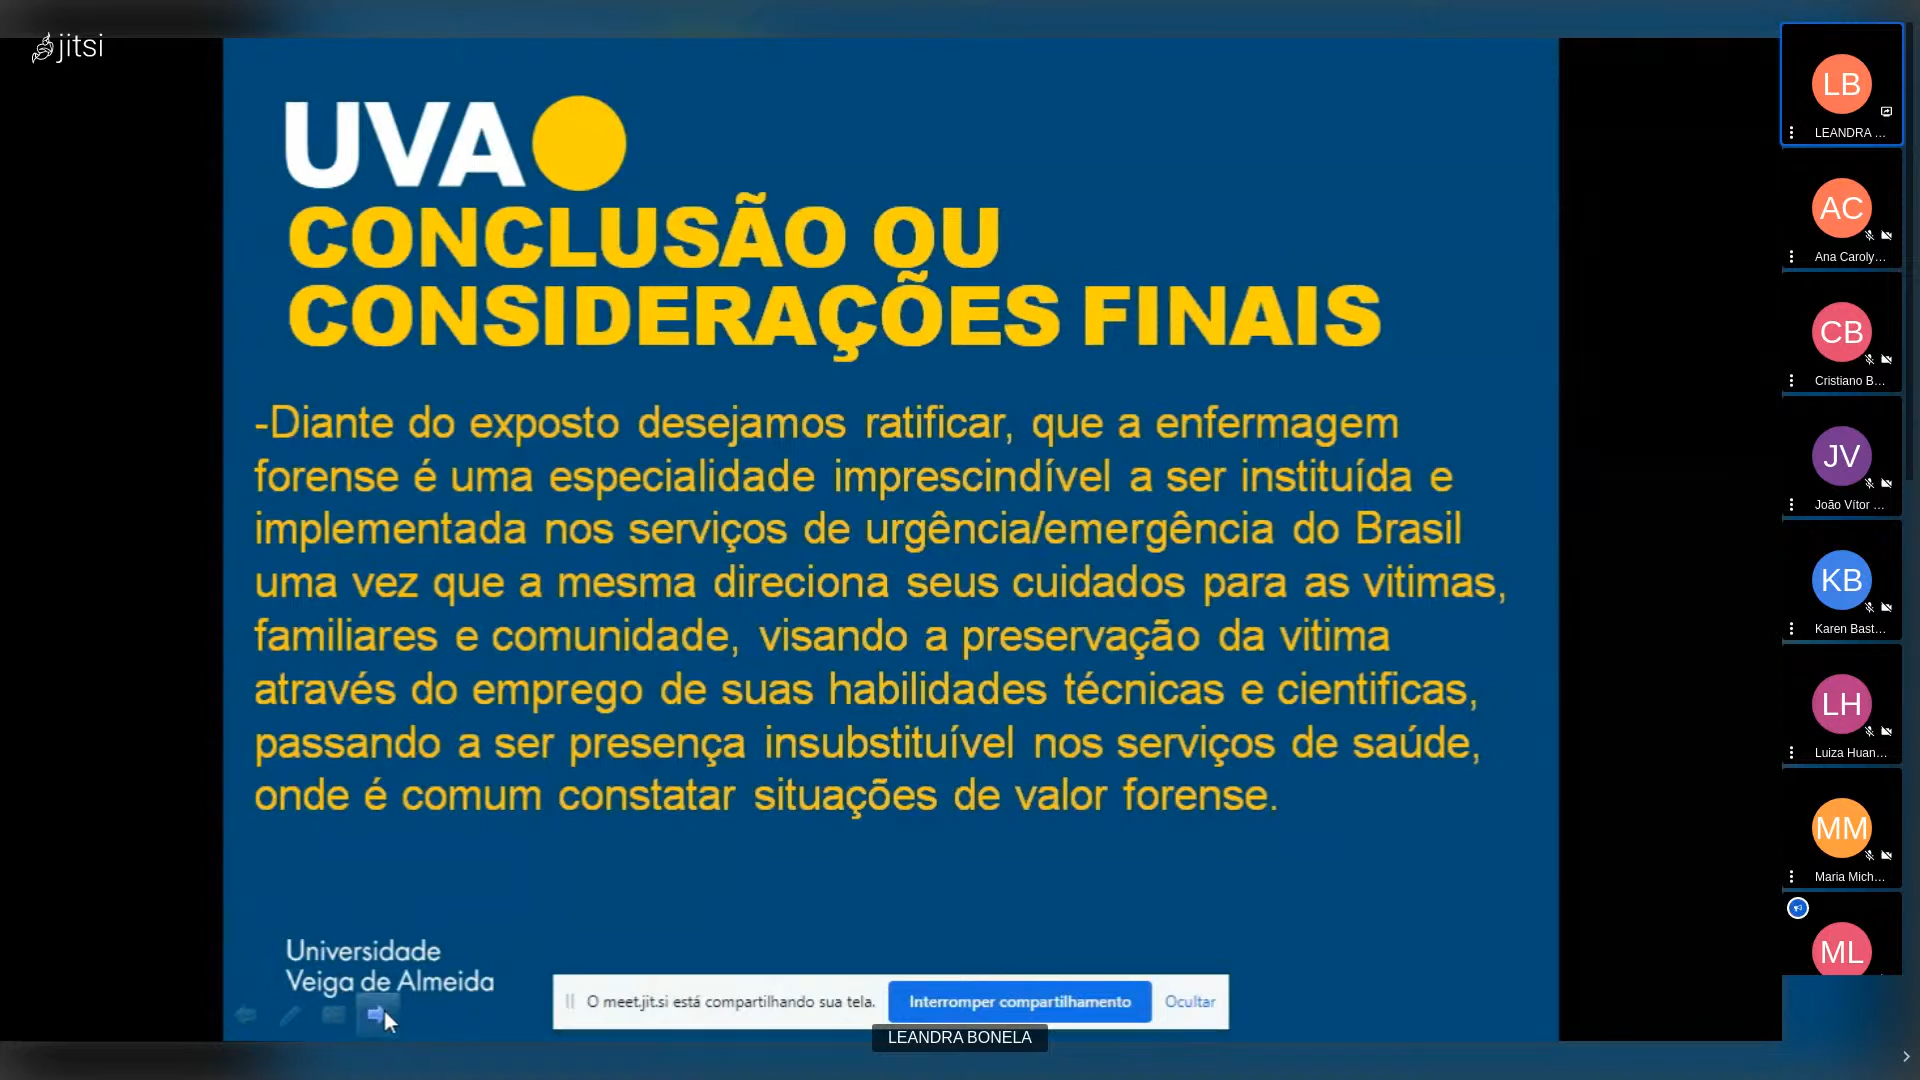 jitsi
UVA
CONCLUSÃO OU
CONSIDERAÇÕES FINAIS
-Diante do exposto desejamos ratificar, que a enfermagem
forense é uma especialidade imprescindível a ser instituída e
implementada nos serviços de urgência/emergência do Brasil
uma vez que a mesma direciona seus cuidados para as vitimas,
familiares e comunidade, visando a preservação da vitima
através do emprego de suas habilidades técnicas e cientificas,
passando a ser presença insubstituível nos serviços de saúde,
onde é comum constatar situações de valor forense.
Universidade
Veiga de Almeida
O meet.jit.si está compartilhando sua tela.
Interromper compartilhamento
Ocultar
LEANDRA BONELA
LB
LEANDRA ...
AC
Ana Caroly...
CB
Cristiano B...
JV
João Vítor ...
KB
Karen Bast...
LH
Luiza Huan...
MM
Maria Mich...
ML